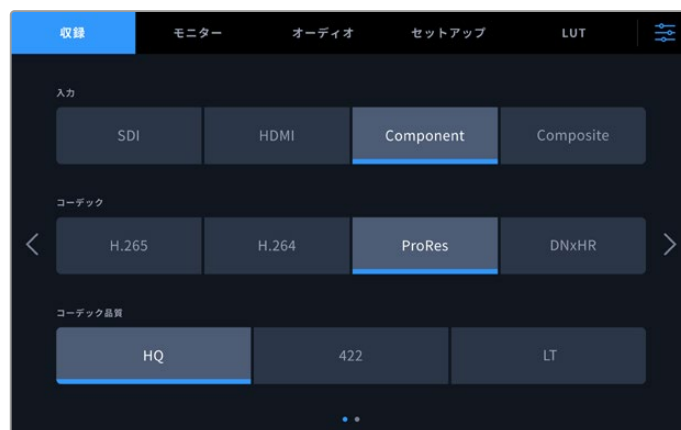 収録 モニター オーディオ セットアップ LUT
入力
SDI HDMI Component Composite
コーデック
H.265 H.264 ProRes DNxHR
コーデック品質
HQ 422 LT